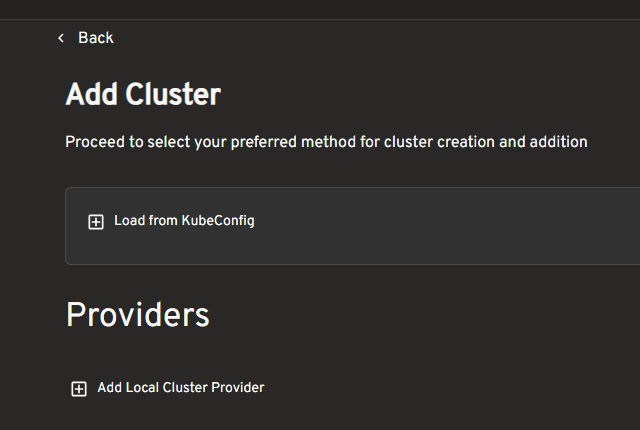 Back
Add Cluster
Proceed to select your preferred method for cluster creation and addition
Load from KubeConfig
Providers
Add Local Cluster Provider